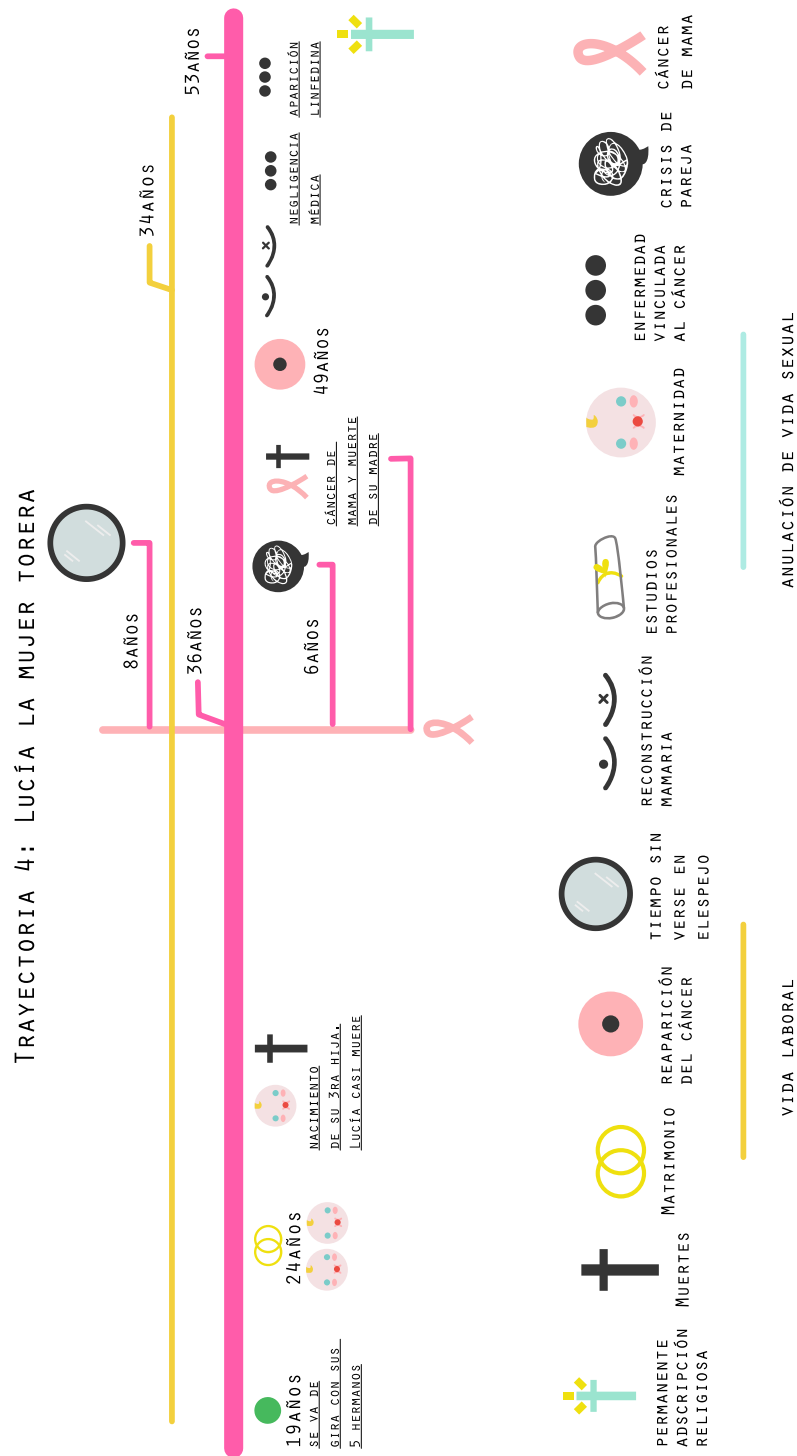 Trayectoria 4: Lucía la mujer torera
8años
34años
53años
36años
6años
19años
se va de
gira con sus
5 hermanos
24años
nacimiento
de su 3ra hija.
Lucía casi muere
cáncer de
mama y muerte
de su madre
49años
negligencia
médica
aparición
linfedina
Permanente
adscripción
religiosa
Muertes
Matrimonio
reaparición
del cáncer
tiempo sin
verse en
elespejo
reconstrucción
mamaria
estudios
profesionales
maternidad
enfermedad
vinculada
al cáncer
crisis de
pareja
cáncer
de mama
vida laboral
anulación de vida sexual